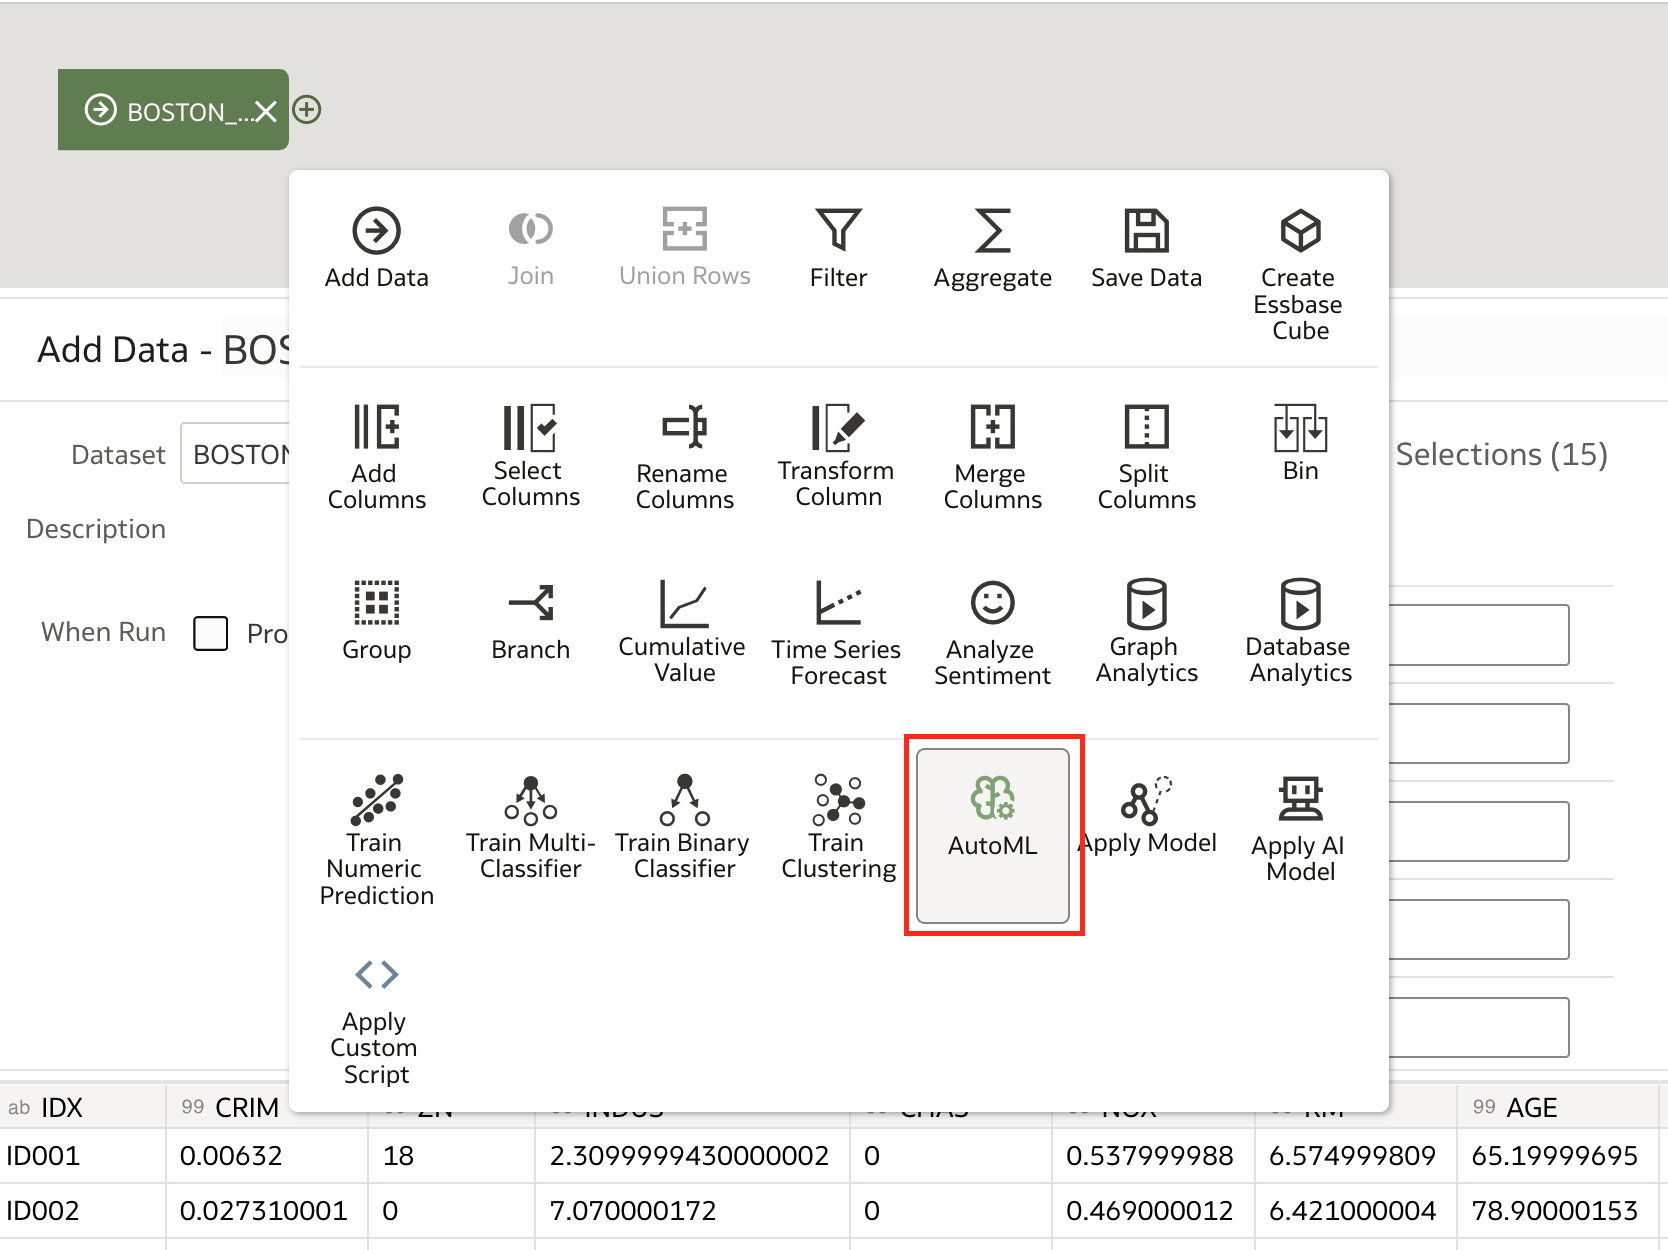 BOSTON_...
Add Data
Join
Union Rows
Filter
Aggregate
Save Data
Create
Essbase
Cube
Add Data - BOS
Add
Columns
Select
Columns
Rename
Columns
Transform
Column
Merge
Columns
Split
Columns
Bin
Dataset
BOSTON
Selections (15)
Description
Group
Branch
Cumulative
Value
Time Series
Forecast
Analyze
Sentiment
Graph
Analytics
Database
Analytics
When Run
Pro
Train
Numeric
Prediction
Train Multi-
Classifier
Train Binary
Classifier
Train
Clustering
AutoML
Apply Model
Apply AI
Model
Apply
Custom
Script
ab IDX 99 CRIM ZN INDUS CHAS NOX RM 99 AGE
ID001 0.00632 18 2.3099999430000002 0 0.537999988 6.574999809 65.19999695
ID002 0.027310001 0 7.070000172 0 0.469000012 6.421000004 78.90000153